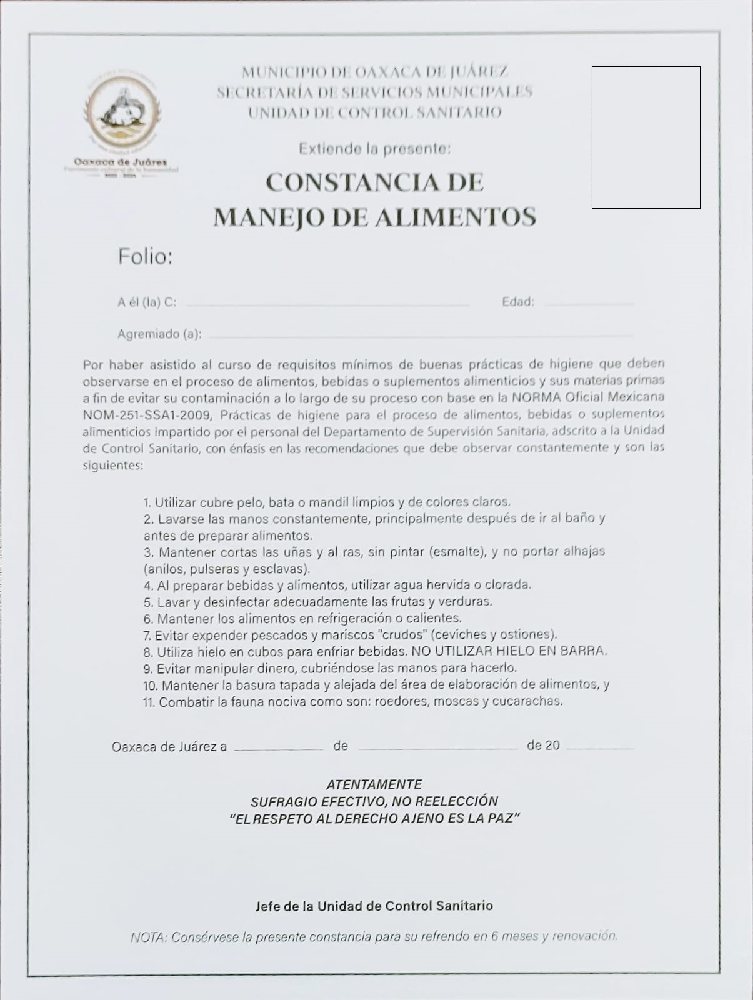 MUNICIPIO DE OAXACA DE JUÁREZ
SECRETARÍA DE SERVICIOS MUNICIPALES
UNIDAD DE CONTROL SANITARIO
Oaxaca de Juárez
Patrimonio cultural de la humanidad
Extiende la presente:
CONSTANCIA DE
MANEJO DE ALIMENTOS
Folio:
A él (la) C:
Edad:
Agremiado (a):
Por haber asistido al curso de requisitos mínimos de buenas prácticas de higiene que deben
observarse en el proceso de alimentos, bebidas o suplementos alimenticios y sus materias primas
a fin de evitar su contaminación a lo largo de su proceso con base en la NORMA Oficial Mexicana
NOM-251-SSA1-2009, Prácticas de higiene para el proceso de alimentos, bebidas o suplementos
alimenticios impartido por el personal del Departamento de Supervisión Sanitaria, adscrito a la Unidad
de Control Sanitario, con énfasis en las recomendaciones que debe observar constantemente y son las
siguientes:
1. Utilizar cubre pelo, bata o mandil limpios y de colores claros.
2. Lavarse las manos constantemente, principalmente después de ir al baño y
antes de preparar alimentos.
3. Mantener cortas las uñas y al ras, sin pintar (esmalte), y no portar alhajas
(anilos, pulseras y esclavas).
4. Al preparar bebidas y alimentos, utilizar agua hervida o clorada.
5. Lavar y desinfectar adecuadamente las frutas y verduras.
6. Mantener los alimentos en refrigeración o calientes.
7. Evitar expender pescados y mariscos "crudos" (ceviches y ostiones).
8. Utiliza hielo en cubos para enfriar bebidas. NO UTILIZAR HIELO EN BARRA.
9. Evitar manipular dinero, cubriéndose las manos para hacerlo.
10. Mantener la basura tapada y alejada del área de elaboración de alimentos, y
11. Combatir la fauna nociva como son: roedores, moscas y cucarachas.
Oaxaca de Juárez a de de 20
ATENTAMENTE
SUFRAGIO EFECTIVO, NO REELECCIÓN
"EL RESPETO AL DERECHO AJENO ES LA PAZ"
Jefe de la Unidad de Control Sanitario
NOTA: Consérvese la presente constancia para su refrendo en 6 meses y renovación.